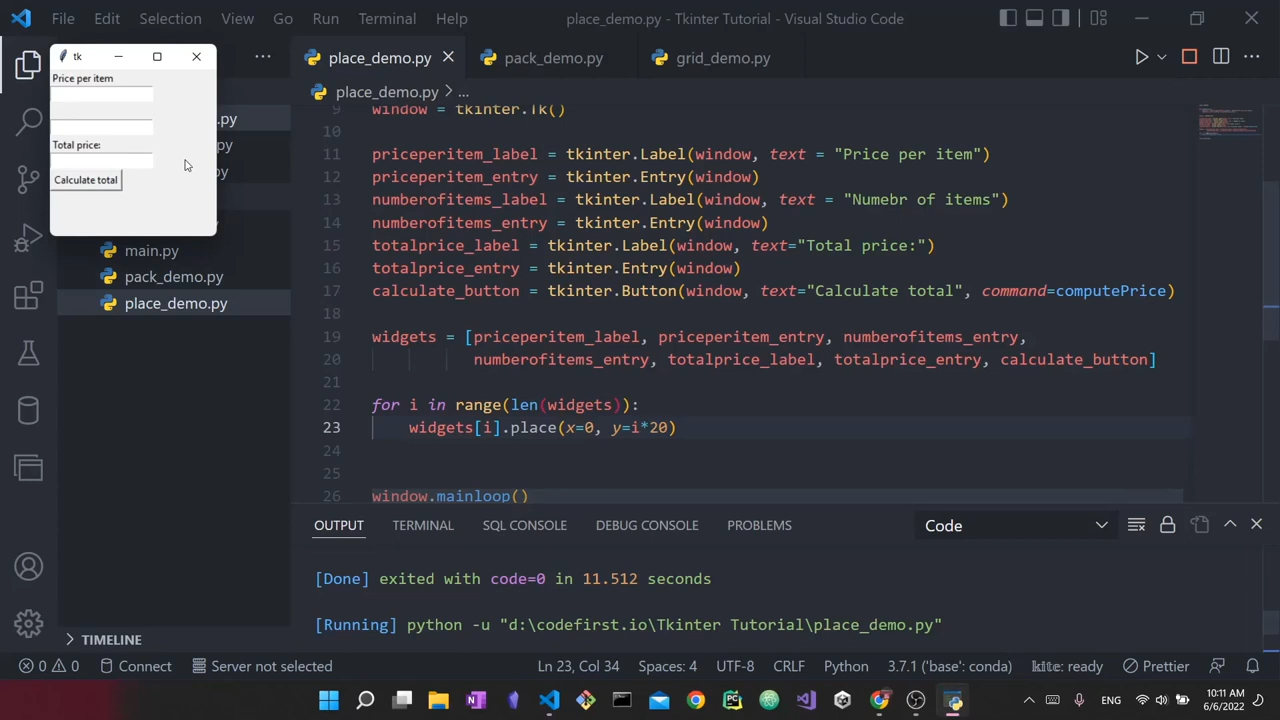 File Edit Selection View Go Run Terminal Help
place_demo.py - Tkinter Tutorial - Visual Studio Code
tk
Price per item
Total price:
Calculate total
place_demo.py pack_demo.py grid_demo.py
place_demo.py > ...
.py
py
main.py
pack_demo.py
place_demo.py
TIMELINE
9 window = tkinter.Tk()
10
11 priceperitem_label = tkinter.Label(window, text = "Price per item")
12 priceperitem_entry = tkinter.Entry(window)
13 numberofitems_label = tkinter.Label(window, text = "Numebr of items")
14 numberofitems_entry = tkinter.Entry(window)
15 totalprice_label = tkinter.Label(window, text="Total price:")
16 totalprice_entry = tkinter.Entry(window)
17 calculate_button = tkinter.Button(window, text="Calculate total", command=computePrice)
18
19 widgets = [priceperitem_label, priceperitem_entry, numberofitems_entry,
20 numberofitems_entry, totalprice_label, totalprice_entry, calculate_button]
21
22 for i in range(len(widgets)):
23 widgets[i].place(x=0, y=i*20)
24
25
26 window.mainloop()
OUTPUT TERMINAL SQL CONSOLE DEBUG CONSOLE PROBLEMS Code
[Done] exited with code=0 in 11.512 seconds
[Running] python -u "d:\codefirst.io\Tkinter Tutorial\place_demo.py"
0 0 Connect Server not selected Ln 23, Col 34 Spaces: 4 UTF-8 CRLF Python 3.7.1 ('base': conda) kite: ready Prettier
ENG 10:11 AM
6/6/2022